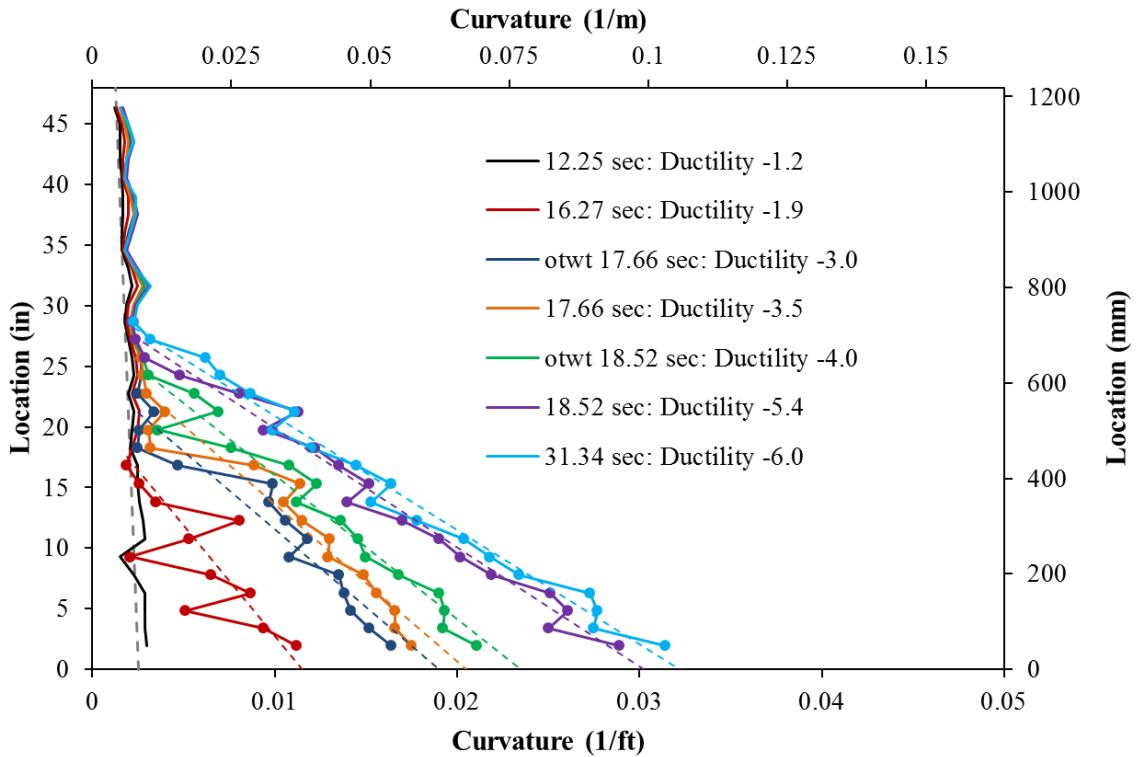 Curvature (1/m)
0 0.025 0.05 0.075 0.1 0.125 0.15
45 1200
40 1000
35
30 800
25
20 600
15 400
10 200
5
0 0
Location (in)
Location (mm)
12.25 sec: Ductility -1.2
16.27 sec: Ductility -1.9
otwt 17.66 sec: Ductility -3.0
17.66 sec: Ductility -3.5
otwt 18.52 sec: Ductility -4.0
18.52 sec: Ductility -5.4
31.34 sec: Ductility -6.0
0 0.01 0.02 0.03 0.04 0.05
Curvature (1/ft)